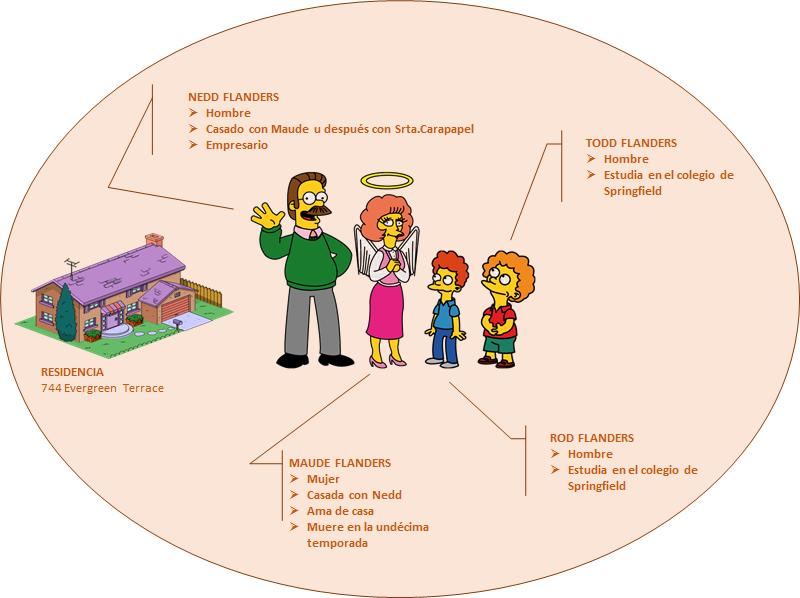 NEDD FLANDERS
Hombre
Casado con Maude u después con Srta.Carapapel
Empresario
TODD FLANDERS
Hombre
Estudia en el colegio de
Springfield
RESIDENCIA
744 Evergreen Terrace
MAUDE FLANDERS
Mujer
Casada con Nedd
Ama de casa
Muere en la undécima
temporada
ROD FLANDERS
Hombre
Estudia en el colegio de
Springfield